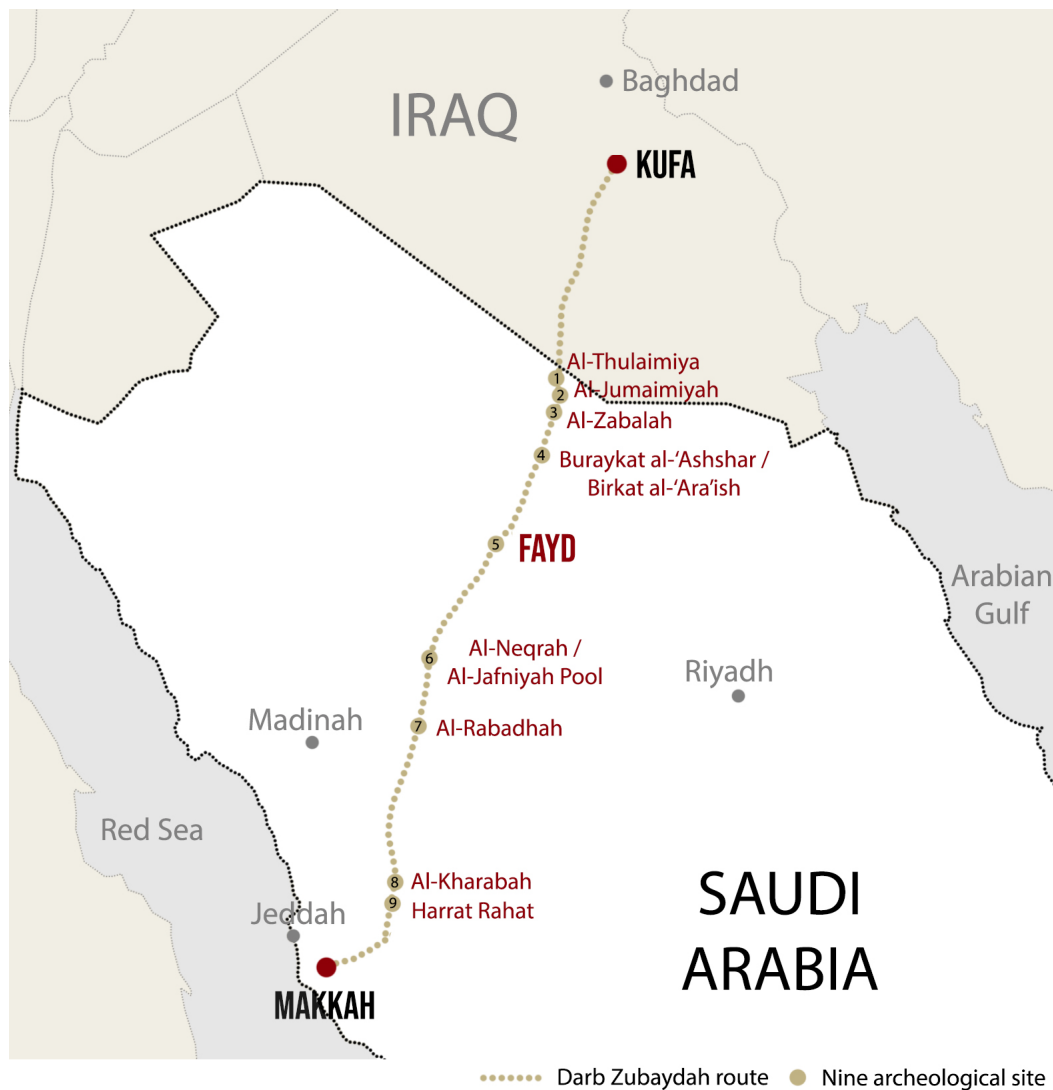 Baghdad
IRAQ
KUFA
Al-Thulaimiya
1
Al-Jumaimiyah
2
3
Al-Zabalah
4
Buraykat al-‘Ashshar /
Birkat al-‘Ara’ish
5
FAYD
Arabian
Gulf
6
Al-Neqrah /
Al-Jafniyah Pool
Riyadh
Madinah
7
Al-Rabadhah
Red Sea
8
Al-Kharabah
9
Harrat Rahat
SAUDI
ARABIA
Jeddah
MAKKAH
Darb Zubaydah route
Nine archeological site